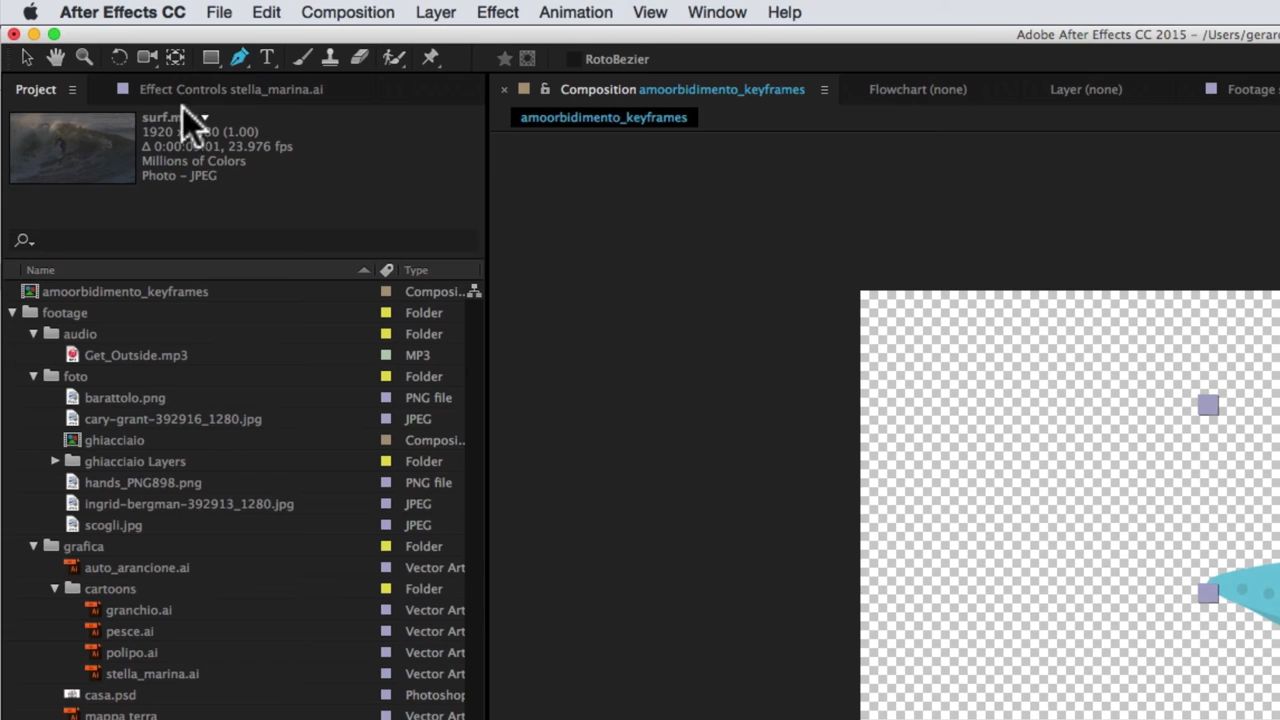 After Effects CC File Edit Composition Layer Effect Animation View Window Help
Adobe After Effects CC 2015 - /Users/gerar
RotoBezier
Project Effect Controls stella_marina.ai Composition amoorbidimento_keyframes Flowchart (none) Layer (none) Footage
amoorbidimento_keyframes
1920 (1.00)
23.976 fps
Millions of Colors
Photo - JPEG
Name Type
amoorbidimento_keyframes Composi..
footage Folder
audio Folder
Get_Outside.mp3 MP3
foto Folder
barattolo.png PNG file
cary-grant-392916_1280.jpg JPEG
ghiacciaio Composi..
ghiacciaio Layers Folder
hands_PNG898.png PNG file
ingrid-bergman-392913_1280.jpg JPEG
scogli.jpg JPEG
grafica Folder
auto_arancione.ai Vector Art
cartoons Folder
granchio.ai Vector Art
pesce.ai Vector Art
polipo.ai Vector Art
stella_marina.ai Vector Art
casa.psd Photoshop
mappa terra Vector Art